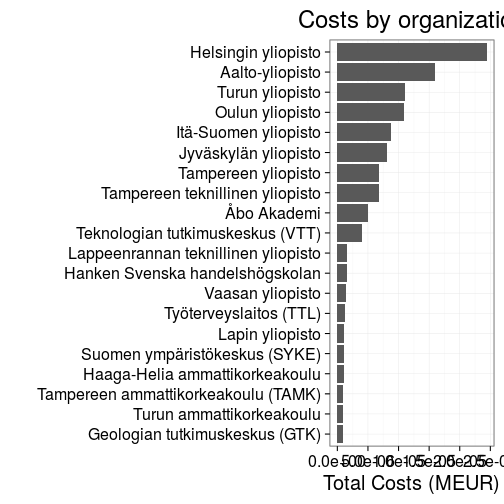 Costs by organizatio
Helsingin yliopisto
Aalto-yliopisto
Turun yliopisto
Oulun yliopisto
Itä-Suomen yliopisto
Jyväskylän yliopisto
Tampereen yliopisto
Tampereen teknillinen yliopisto
Åbo Akademi
Teknologian tutkimuskeskus (VTT)
Lappeenrannan teknillinen yliopisto
Hanken Svenska handelshögskolan
Vaasan yliopisto
Työterveyslaitos (TTL)
Lapin yliopisto
Suomen ympäristökeskus (SYKE)
Haaga-Helia ammattikorkeakoulu
Tampereen ammattikorkeakoulu (TAMK)
Turun ammattikorkeakoulu
Geologian tutkimuskeskus (GTK)
Total Costs (MEUR)